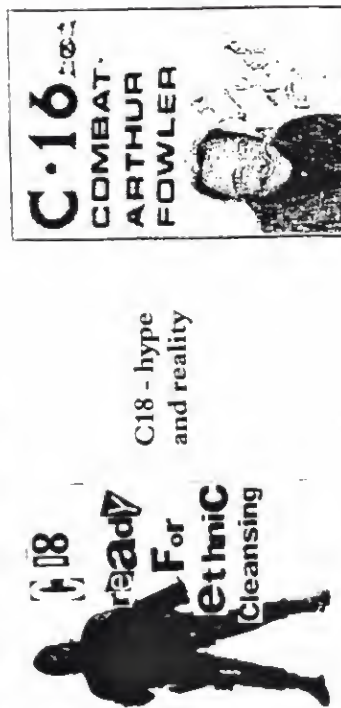 C18
reAdy
For
ethniC
Cleansing
C18 - hype
and reality
C·16
COMBAT·
ARTHUR
FOWLER